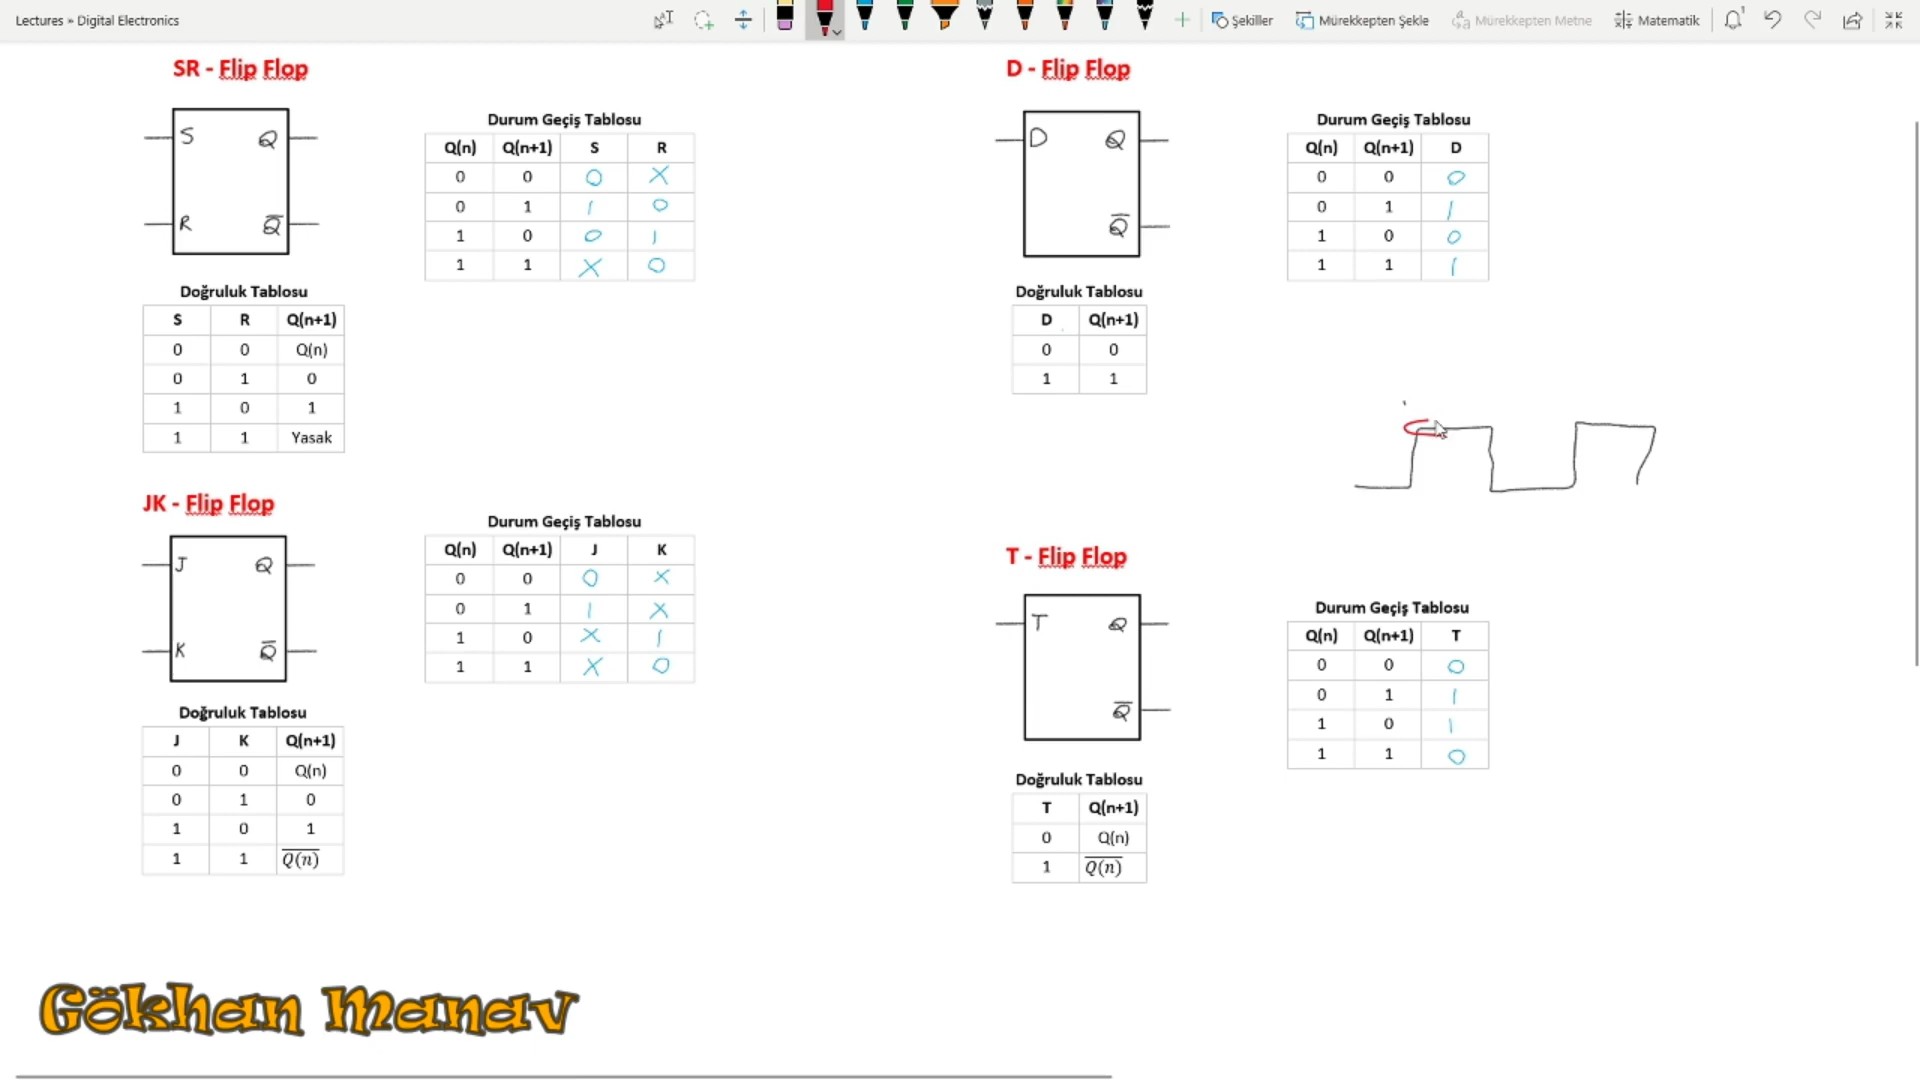 Lectures » Digital Electronics
Şekiller
Mürekkepten Şekle
Mürekkepten Metne
Matematik
SR - Flip Flop
S Q
R Q̅
Durum Geçiş Tablosu
Q(n) Q(n+1) S R
0 0 0 X
0 1 1 0
1 0 0 1
1 1 X 0
Doğruluk Tablosu
S R Q(n+1)
0 0 Q(n)
0 1 0
1 0 1
1 1 Yasak
JK - Flip Flop
J Q
K Q̅
Durum Geçiş Tablosu
Q(n) Q(n+1) J K
0 0 0 X
0 1 1 X
1 0 X 1
1 1 X 0
Doğruluk Tablosu
J K Q(n+1)
0 0 Q(n)
0 1 0
1 0 1
1 1 Q̅(n)
D - Flip Flop
D Q
Q̅
Durum Geçiş Tablosu
Q(n) Q(n+1) D
0 0 0
0 1 1
1 0 0
1 1 1
Doğruluk Tablosu
D Q(n+1)
0 0
1 1
T - Flip Flop
T Q
Q̅
Durum Geçiş Tablosu
Q(n) Q(n+1) T
0 0 0
0 1 1
1 0 1
1 1 0
Doğruluk Tablosu
T Q(n+1)
0 Q(n)
1 Q̅(n)
Gökhan Manav